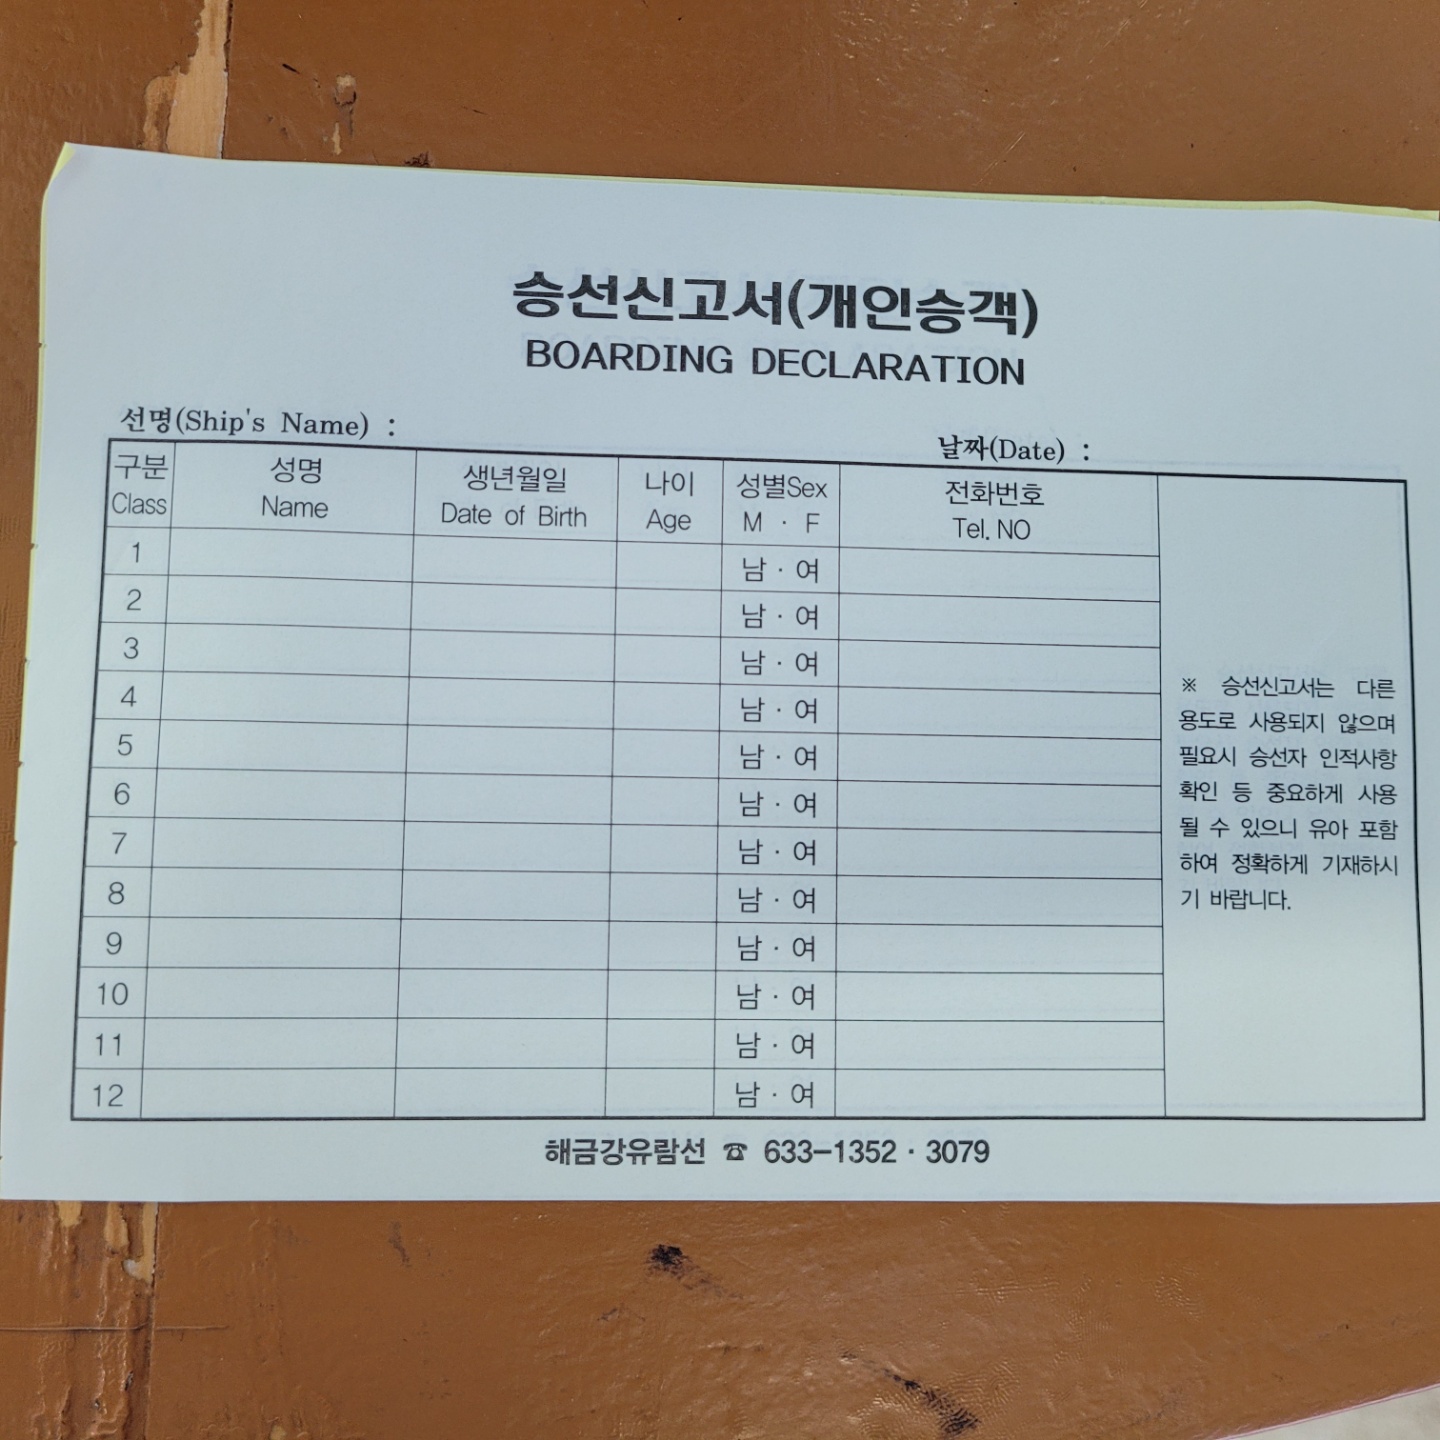 승선신고서(개인승객)
BOARDING DECLARATION
선명(Ship's Name) :
날짜(Date) :
구분 성명 생년월일 나이 성별Sex 전화번호
Class Name Date of Birth Age M · F Tel. NO
1 남 · 여
2 남 · 여
3 남 · 여
4 남 · 여
5 남 · 여
6 남 · 여
7 남 · 여
8 남 · 여
9 남 · 여
10 남 · 여
11 남 · 여
12 남 · 여
※ 승선신고서는 다른
용도로 사용되지 않으며
필요시 승선자 인적사항
확인 등 중요하게 사용
될 수 있으니 유아 포함
하여 정확하게 기재하시
기 바랍니다.
해금강유람선 ☎ 633-1352 · 3079